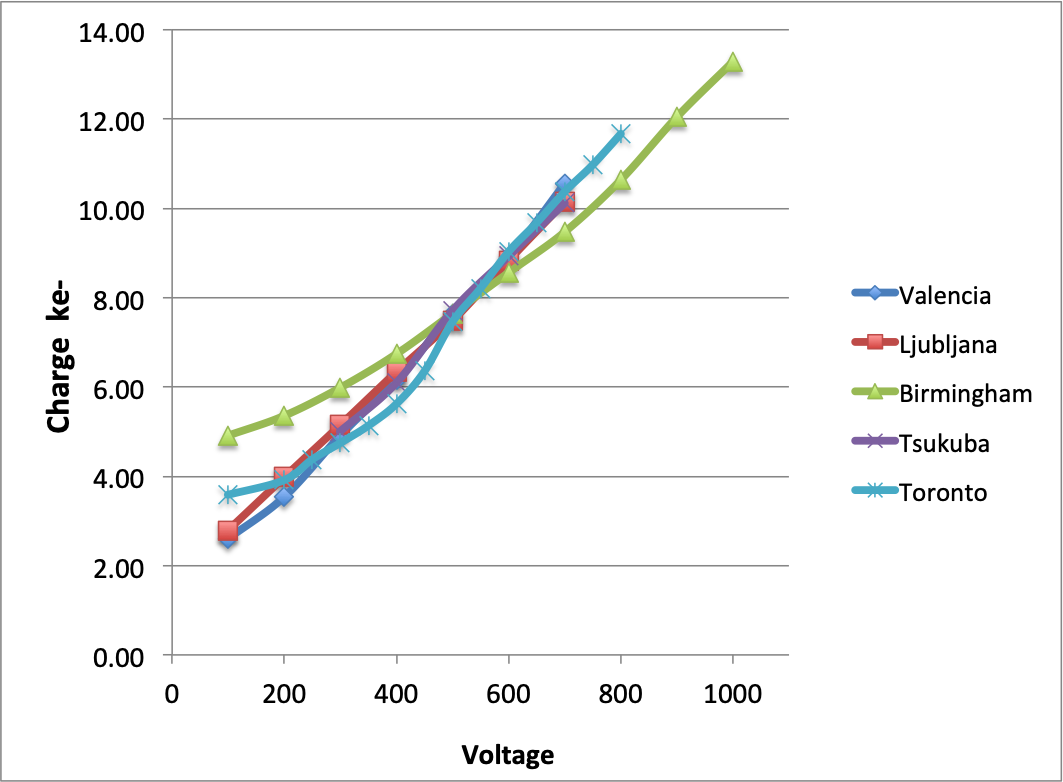 14.00
12.00
10.00
8.00
6.00
4.00
2.00
0.00
0 200 400 600 800 1000
Charge ke-
Voltage
Valencia
Ljubljana
Birmingham
Tsukuba
Toronto